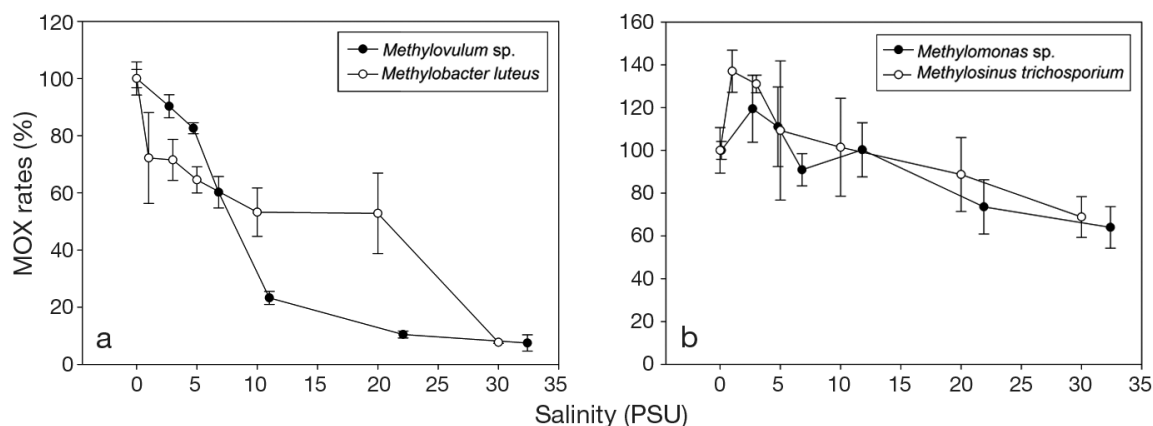 120
100
80
60
40
20
0
MOX rates (%)
Methylovulum sp.
Methylobacter luteus
a
0 5 10 15 20 25 30 35
160
140
120
100
80
60
40
20
0
Methylomonas sp.
Methylosinus trichosporium
b
0 5 10 15 20 25 30 35
Salinity (PSU)